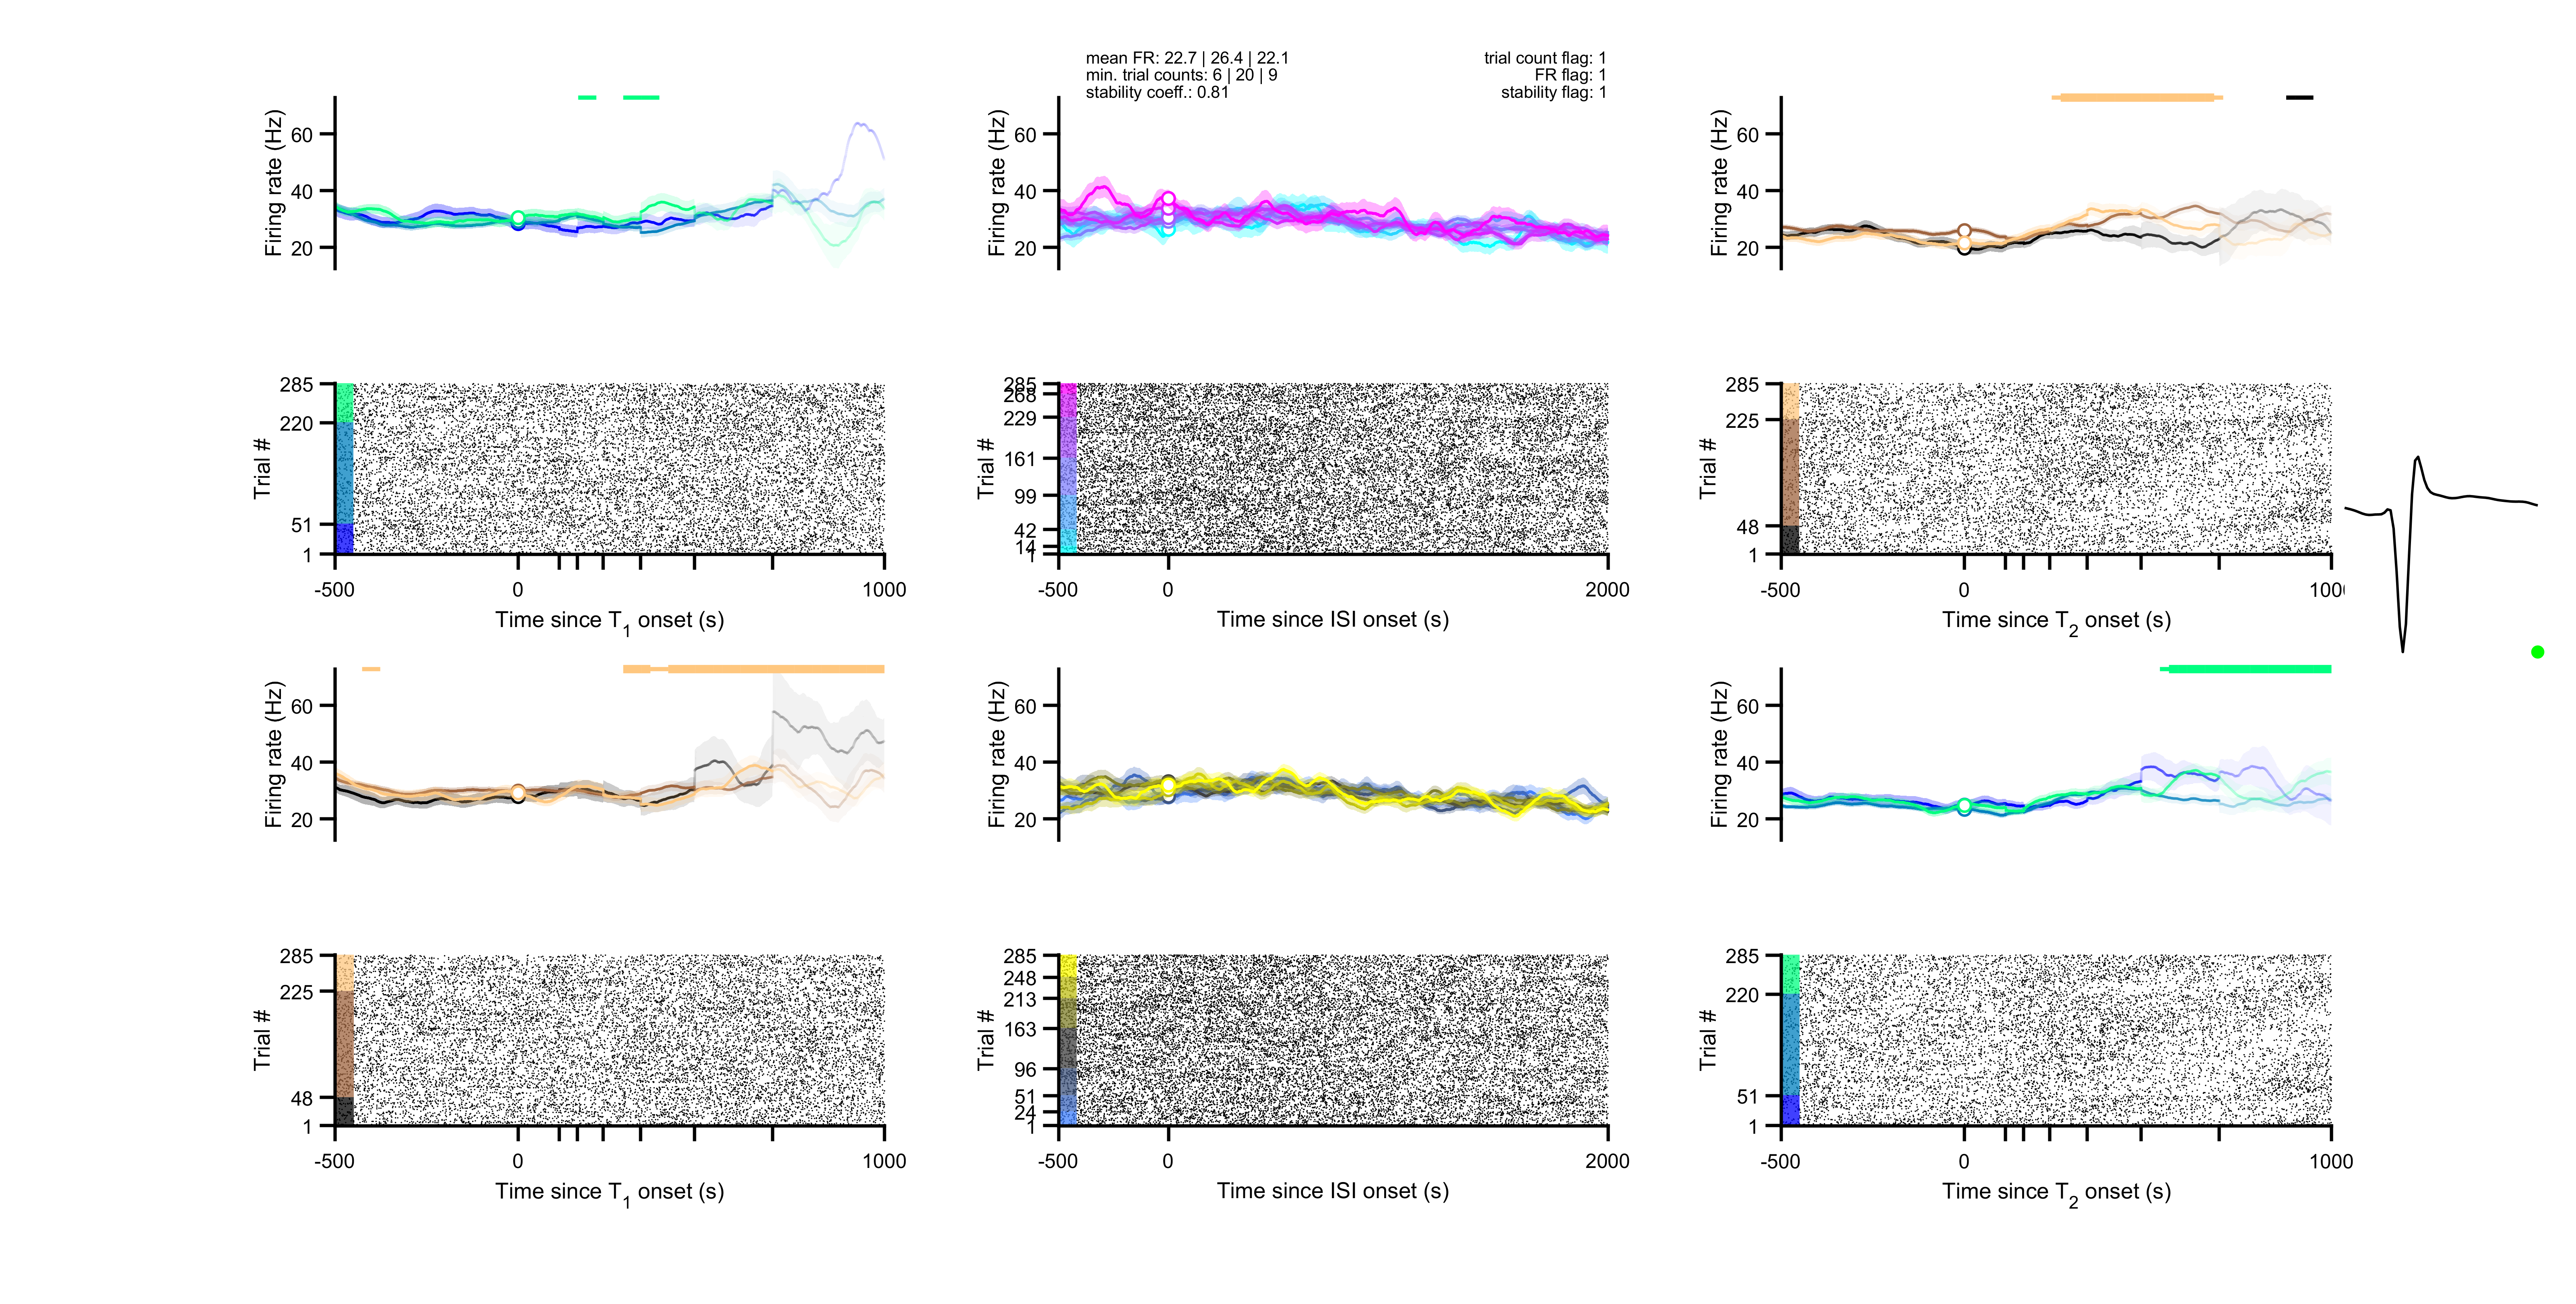 mean FR: 22.7 | 26.4 | 22.1
min. trial counts: 6 | 20 | 9
stability coeff.: 0.81
trial count flag: 1
FR flag: 1
stability flag: 1
Firing rate (Hz)
60
40
20
Firing rate (Hz)
60
40
20
Firing rate (Hz)
60
40
20
Trial #
285
220
51
1
-500
0
1000
Time since T1 onset (s)
Trial #
285
268
229
161
99
42
14
1
-500
0
2000
Time since ISI onset (s)
Trial #
285
225
48
1
-500
0
1000
Time since T2 onset (s)
Firing rate (Hz)
60
40
20
Firing rate (Hz)
60
40
20
Firing rate (Hz)
60
40
20
Trial #
285
225
48
1
-500
0
1000
Time since T1 onset (s)
Trial #
285
248
213
163
96
51
24
1
-500
0
2000
Time since ISI onset (s)
Trial #
285
220
51
1
-500
0
1000
Time since T2 onset (s)